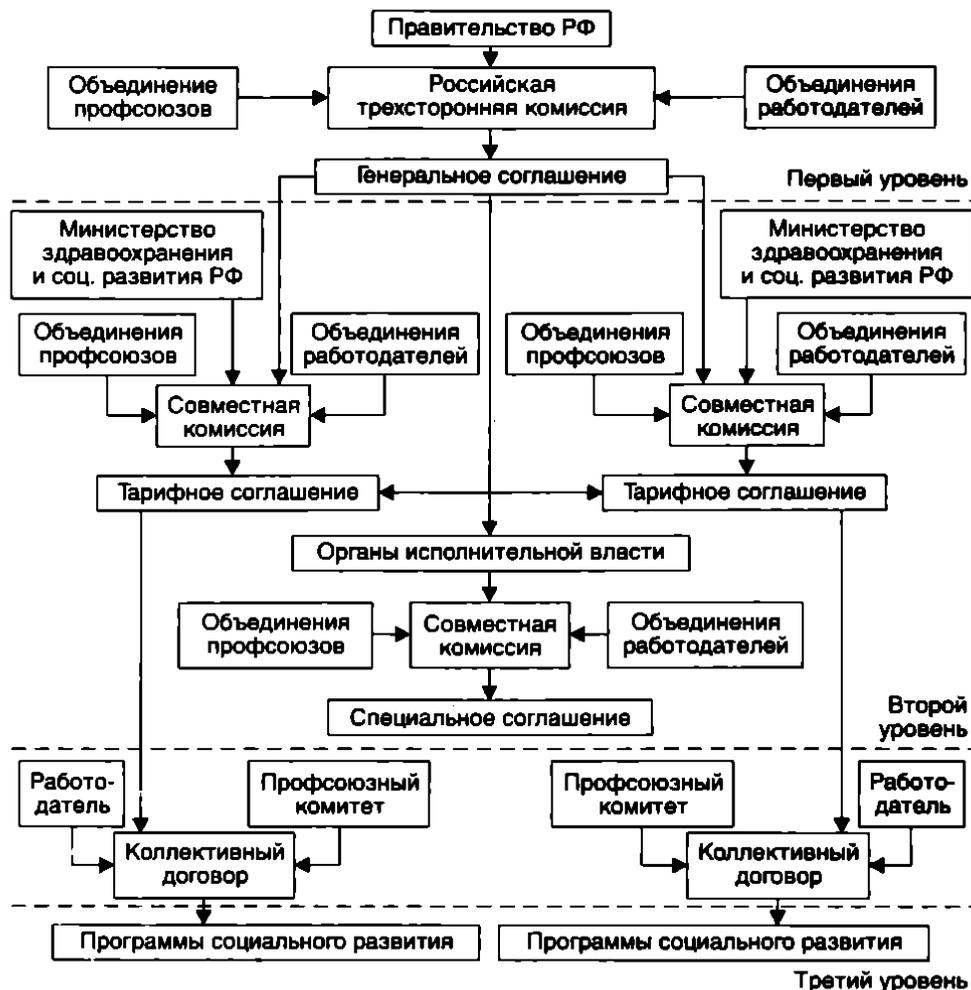 Правительство РФ
Объединение
профсоюзов
Российская
трехсторонняя комиссия
Объединения
работодателей
Генеральное соглашение
Первый уровень
Министерство
здравоохранения
и соц. развития РФ
Министерство
здравоохранения
и соц. развития РФ
Объединения
профсоюзов
Объединения
работодателей
Объединения
профсоюзов
Объединения
работодателей
Совместная
комиссия
Совместная
комиссия
Тарифное соглашение
Тарифное соглашение
Органы исполнительной власти
Объединения
профсоюзов
Совместная
комиссия
Объединения
работодателей
Специальное соглашение
Второй
уровень
Работо-
датель
Профсоюзный
комитет
Профсоюзный
комитет
Работо-
датель
Коллективный
договор
Коллективный
договор
Программы социального развития
Программы социального развития
Третий уровень